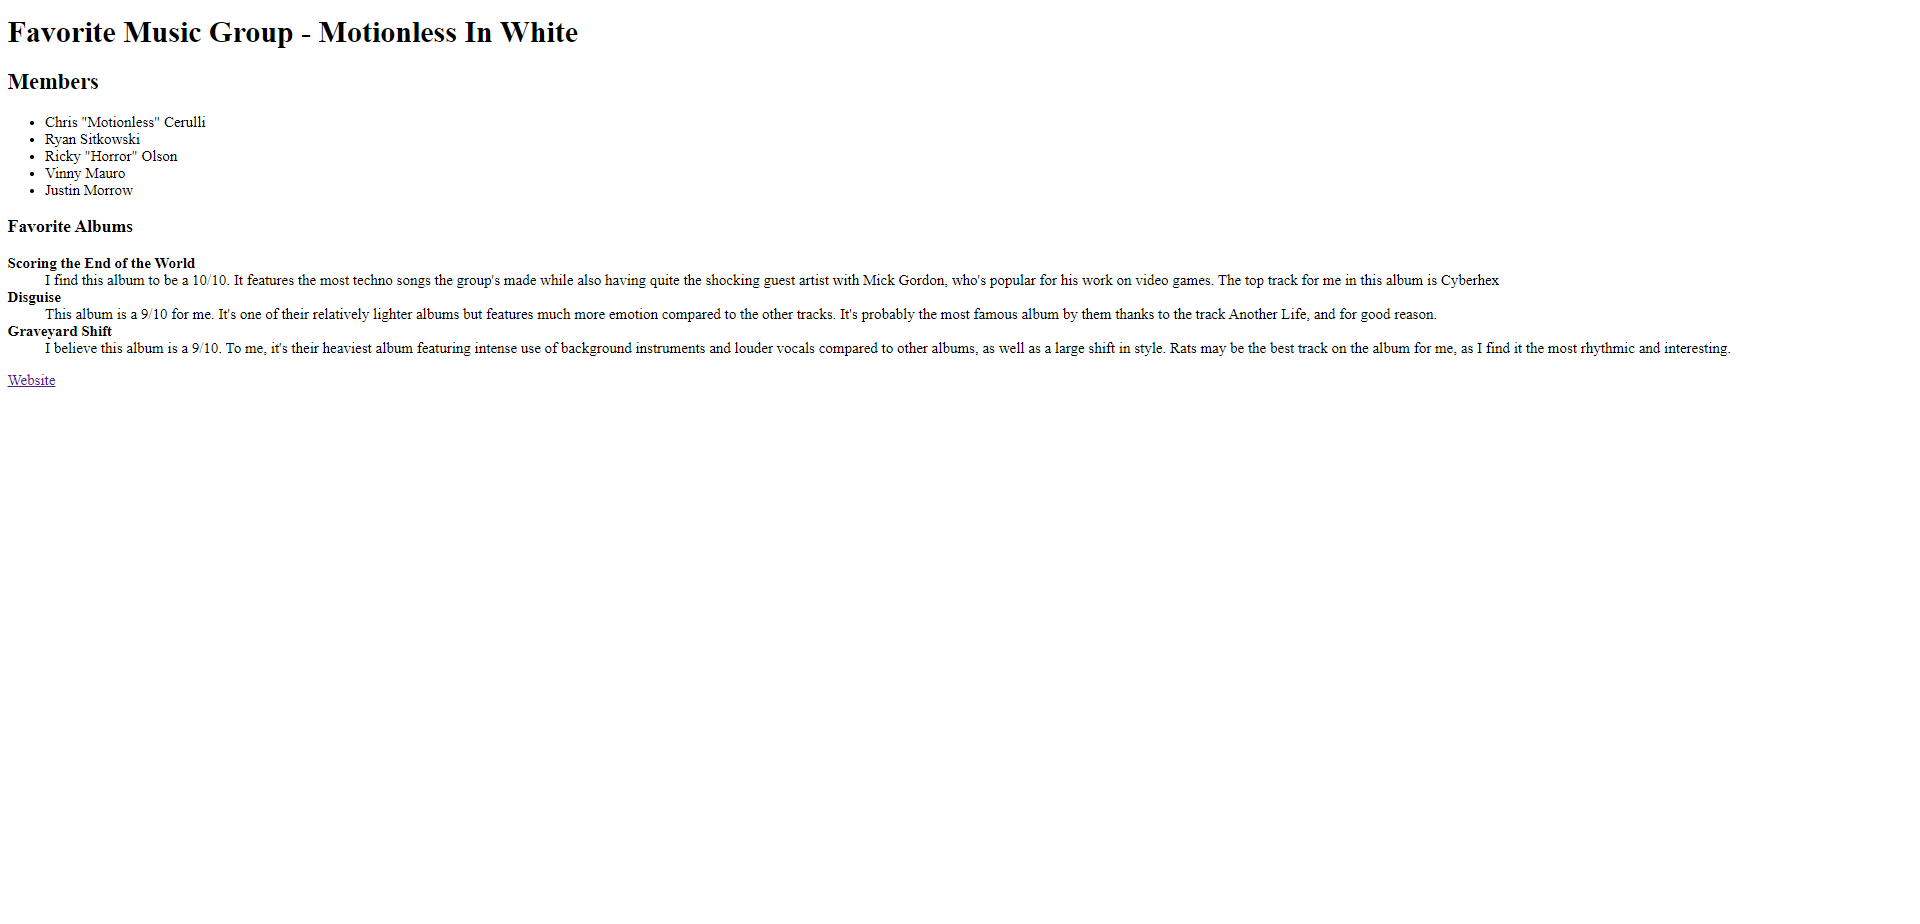 Favorite Music Group - Motionless In White
Members
• Chris "Motionless" Cerulli
• Ryan Sitkowski
• Ricky "Horror" Olson
• Vinny Mauro
• Justin Morrow
Favorite Albums
Scoring the End of the World
I find this album to be a 10/10. It features the most techno songs the group's made while also having quite the shocking guest artist with Mick Gordon, who's popular for his work on video games. The top track for me in this album is Cyberhex
Disguise
This album is a 9/10 for me. It's one of their relatively lighter albums but features much more emotion compared to the other tracks. It's probably the most famous album by them thanks to the track Another Life, and for good reason.
Graveyard Shift
I believe this album is a 9/10. To me, it's their heaviest album featuring intense use of background instruments and louder vocals compared to other albums, as well as a large shift in style. Rats may be the best track on the album for me, as I find it the most rhythmic and interesting.
Website